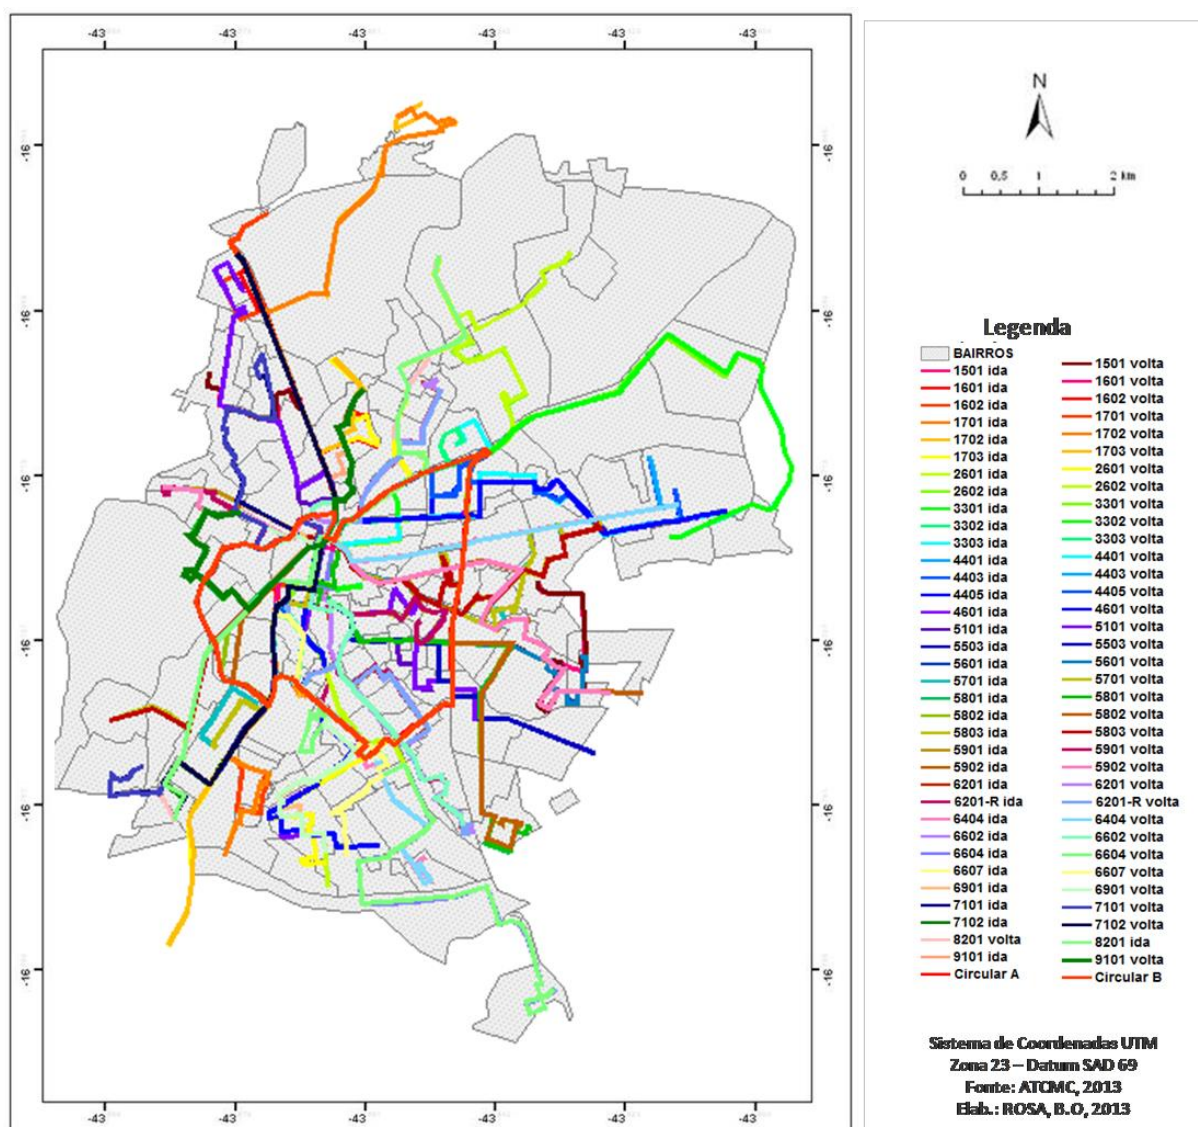 -43 -43 -43 -43 -43 -43
-16 -16
-16 -16
-16 -16
-16 -16
-16 -16
-16 -16
-43 -43 -43 -43 -43 -43
N
0 0,5 1 2 km
Legenda
BAIRROS
1501 ida
1601 ida
1602 ida
1701 ida
1702 ida
1703 ida
2601 ida
2602 ida
3301 ida
3302 ida
3303 ida
4401 ida
4403 ida
4405 ida
4601 ida
5101 ida
5503 ida
5601 ida
5701 ida
5801 ida
5802 ida
5803 ida
5901 ida
5902 ida
6201 ida
6201-R ida
6404 ida
6602 ida
6604 ida
6607 ida
6901 ida
7101 ida
7102 ida
8201 volta
9101 ida
Circular A
1501 volta
1601 volta
1602 volta
1701 volta
1702 volta
1703 volta
2601 volta
2602 volta
3301 volta
3302 volta
3303 volta
4401 volta
4403 volta
4405 volta
4601 volta
5101 volta
5503 volta
5601 volta
5701 volta
5801 volta
5802 volta
5803 volta
5901 volta
5902 volta
6201 volta
6201-R volta
6404 volta
6602 volta
6604 volta
6607 volta
6901 volta
7101 volta
7102 volta
8201 ida
9101 volta
Circular B
Sistema de Coordenadas UTM
Zona 23 – Datum SAD 69
Fonte: ATCMC, 2013
Elab.: ROSA, B.O, 2013